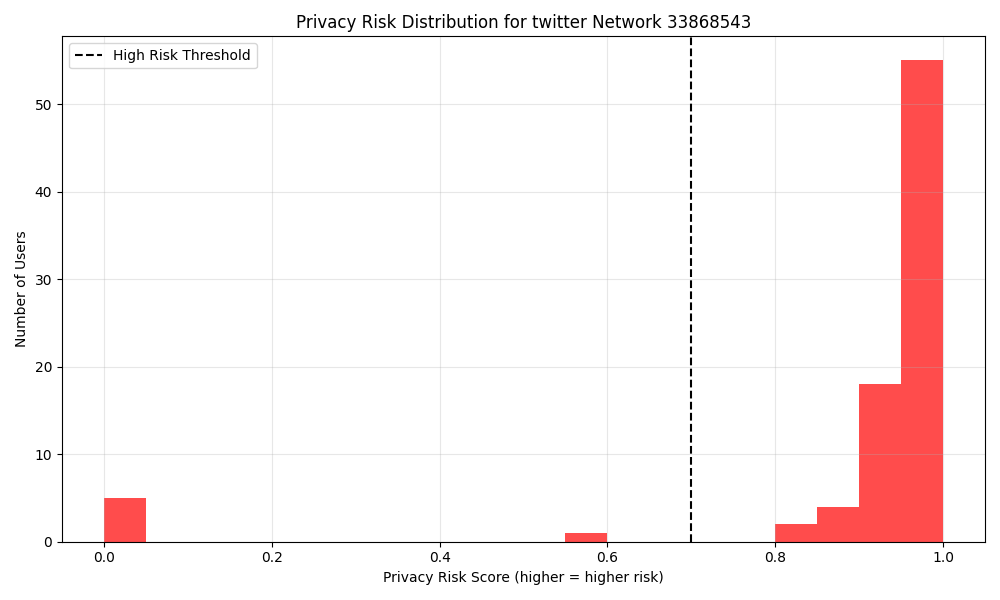 Privacy Risk Distribution for twitter Network 33868543
High Risk Threshold
Number of Users
50
40
30
20
10
0
0.0 0.2 0.4 0.6 0.8 1.0
Privacy Risk Score (higher = higher risk)